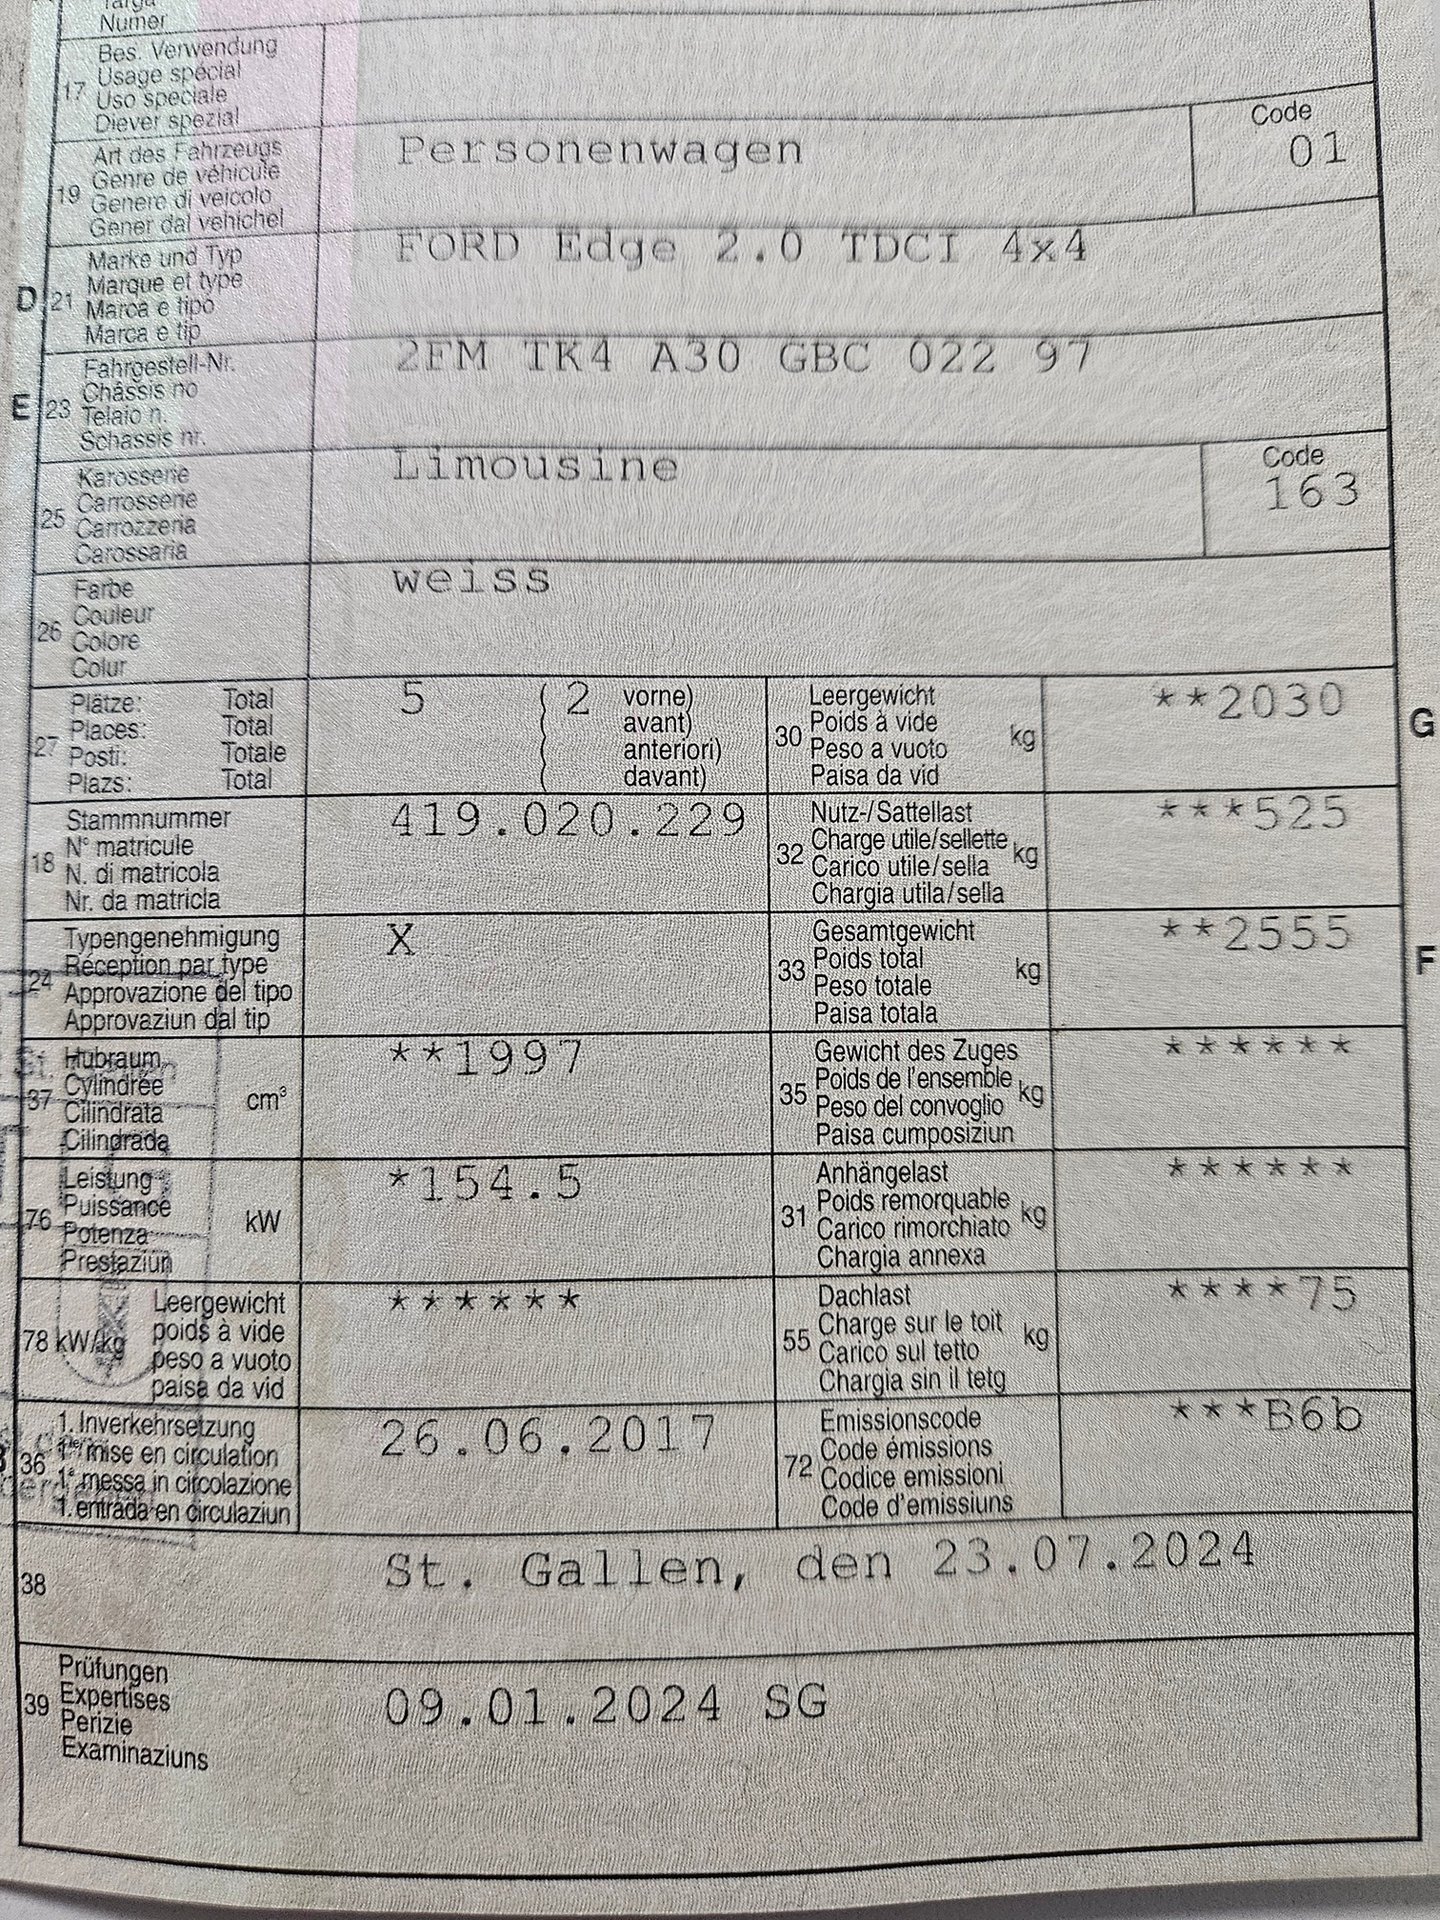 Targa
Numer
17 Bes. Verwendung
Usage spécial
Uso speciale
Diever spezial
19 Art des Fahrzeugs
Genre de véhicule
Genere di veicolo
Gener dal vehichel
Personenwagen
Code
01
D 21 Marke und Typ
Marque et type
Marca e tipo
Marca e tip
FORD Edge 2.0 TDCI 4x4
E 23 Fahrgestell-Nr.
Châssis no
Telaio n.
Schassis nr.
2FM TK4 A30 GBC 022 97
25 Karosserie
Carrosserie
Carrozzeria
Carossaria
Limousine
Code
163
26 Farbe
Couleur
Colore
Colur
weiss
27 Plätze: Total
Places: Total
Posti: Totale
Plazs: Total
5 ( 2 vorne)
( avant)
( anteriori)
( davant)
30 Leergewicht
Poids à vide
Peso a vuoto
Paisa da vid
kg
**2030
G
18 Stammnummer
N° matricule
N. di matricola
Nr. da matricla
419.020.229
32 Nutz-/Sattellast
Charge utile/sellette
Carico utile/sella
Chargia utila/sella
kg
***525
24 Typengenehmigung
Réception par type
Approvazione del tipo
Approvaziun dal tip
X
33 Gesamtgewicht
Poids total
Peso totale
Paisa totala
kg
**2555
F
37 Hubraum
Cylindrée
Cilindrata
Cilindrada
cm³
**1997
35 Gewicht des Zuges
Poids de l'ensemble
Peso del convoglio
Paisa cumposiziun
kg
******
76 Leistung
Puissance
Potenza
Prestaziun
kW
*154.5
31 Anhängelast
Poids remorquable
Carico rimorchiato
Chargia annexa
kg
******
78 kW/kg
Leergewicht
poids à vide
peso a vuoto
paisa da vid
******
55 Dachlast
Charge sur le toit
Carico sul tetto
Chargia sin il tetg
kg
****75
36 1. Inverkehrsetzung
1re mise en circulation
1a messa in circolazione
1. entrada en circulaziun
26.06.2017
72 Emissionscode
Code émissions
Codice emissioni
Code d'emissiuns
***B6b
38
St. Gallen, den 23.07.2024
39 Prüfungen
Expertises
Perizie
Examinaziuns
09.01.2024 SG